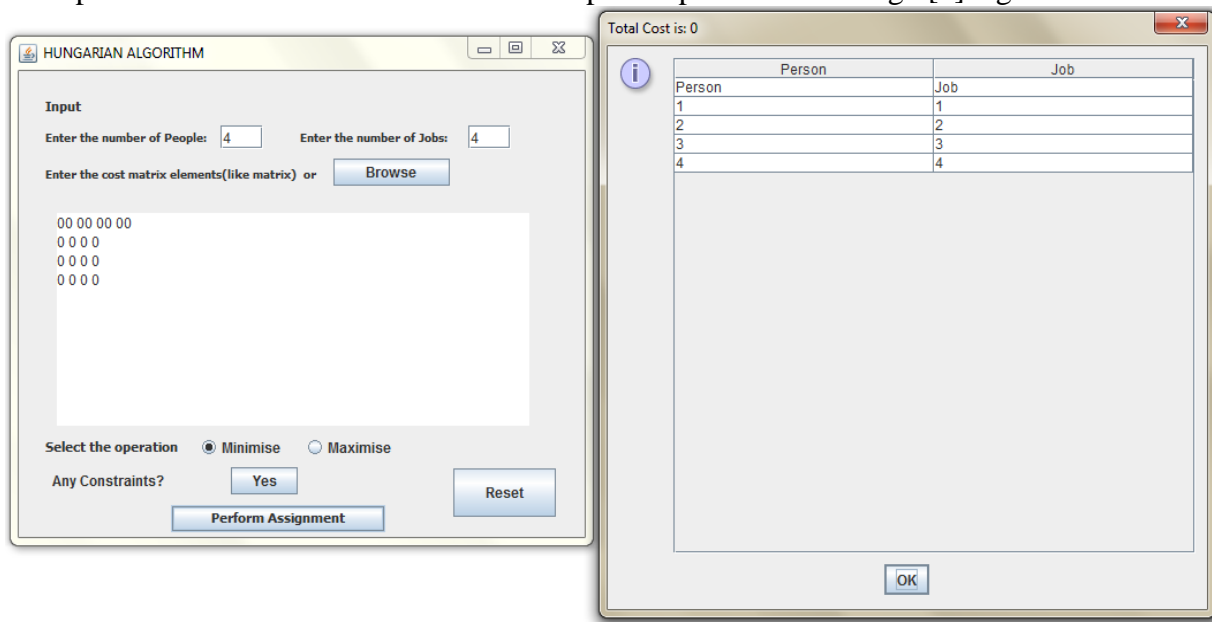 HUNGARIAN ALGORITHM
Input
Enter the number of People: 4 Enter the number of Jobs: 4
Enter the cost matrix elements(like matrix) or Browse
00 00 00 00
0 0 0 0
0 0 0 0
0 0 0 0
Select the operation Minimise Maximise
Any Constraints? Yes
Reset
Perform Assignment
Total Cost is: 0
Person Job
Person Job
1 1
2 2
3 3
4 4
OK